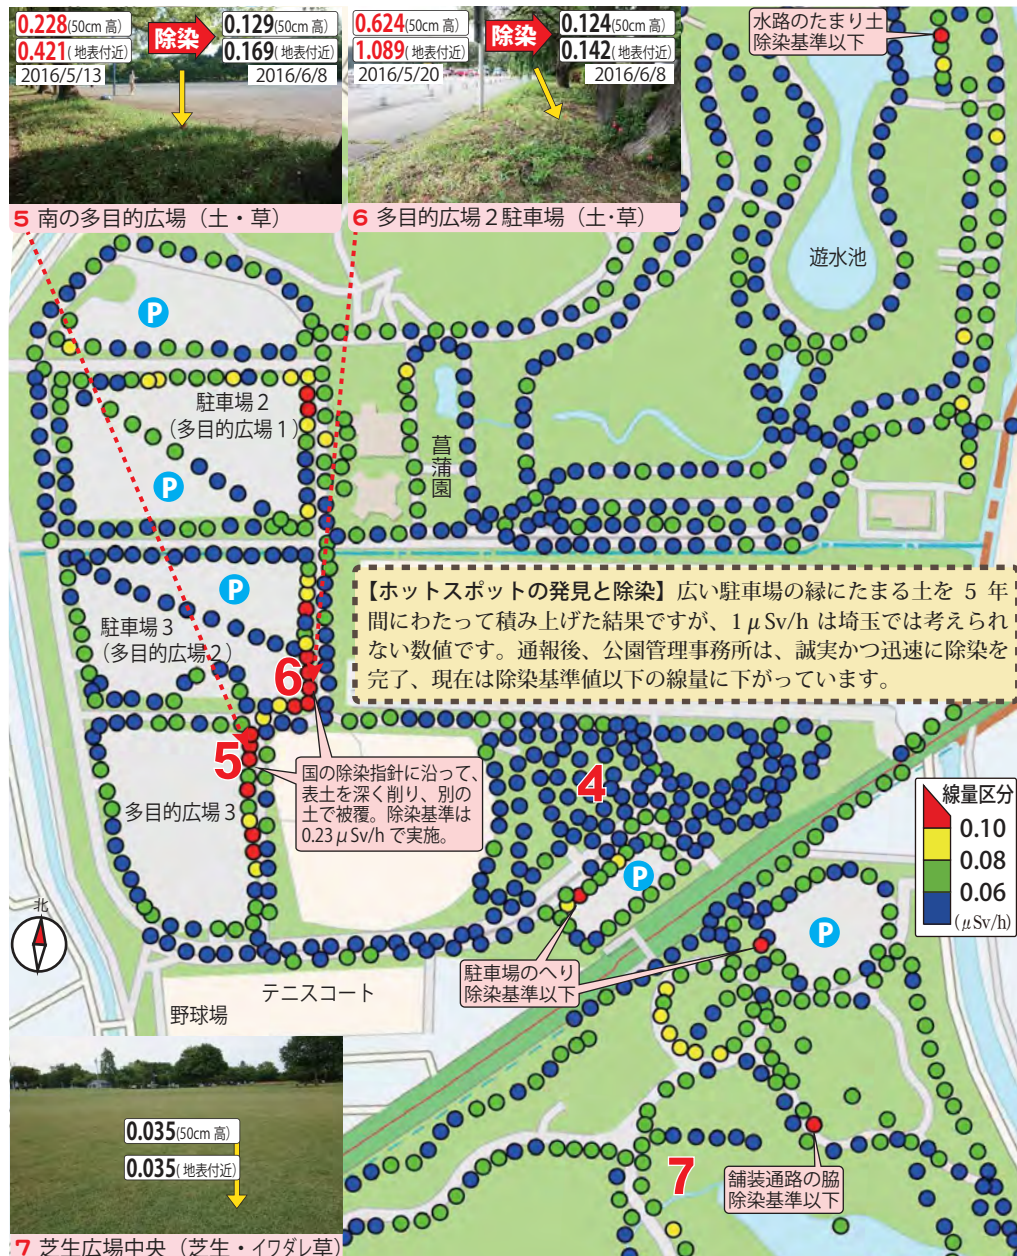 0.228(50cm 高)
0.421(地表付近)
2016/5/13
除染
0.129(50cm 高)
0.169(地表付近)
2016/6/8
5 南の多目的広場（土・草）
0.624(50cm 高)
1.089(地表付近)
2016/5/20
除染
0.124(50cm 高)
0.142(地表付近)
2016/6/8
6 多目的広場２駐車場（土・草）
水路のたまり土
除染基準以下
遊水池
P
駐車場２
（多目的広場１）
P
菖蒲園
P
駐車場３
（多目的広場２）
【ホットスポットの発見と除染】広い駐車場の縁にたまる土を 5 年
間にわたって積み上げた結果ですが、1μSv/h は埼玉では考えられ
ない数値です。通報後、公園管理事務所は、誠実かつ迅速に除染を
完了、現在は除染基準値以下の線量に下がっています。
6
5
4
国の除染指針に沿って、
表土を深く削り、別の
土で被覆。除染基準は
0.23μSv/h で実施。
多目的広場３
線量区分
0.10
0.08
0.06
(μSv/h)
P
P
北
駐車場のへり
除染基準以下
テニスコート
野球場
0.035(50cm 高)
0.035(地表付近)
7
舗装通路の脇
除染基準以下
7 芝生広場中央（芝生・イワダレ草）